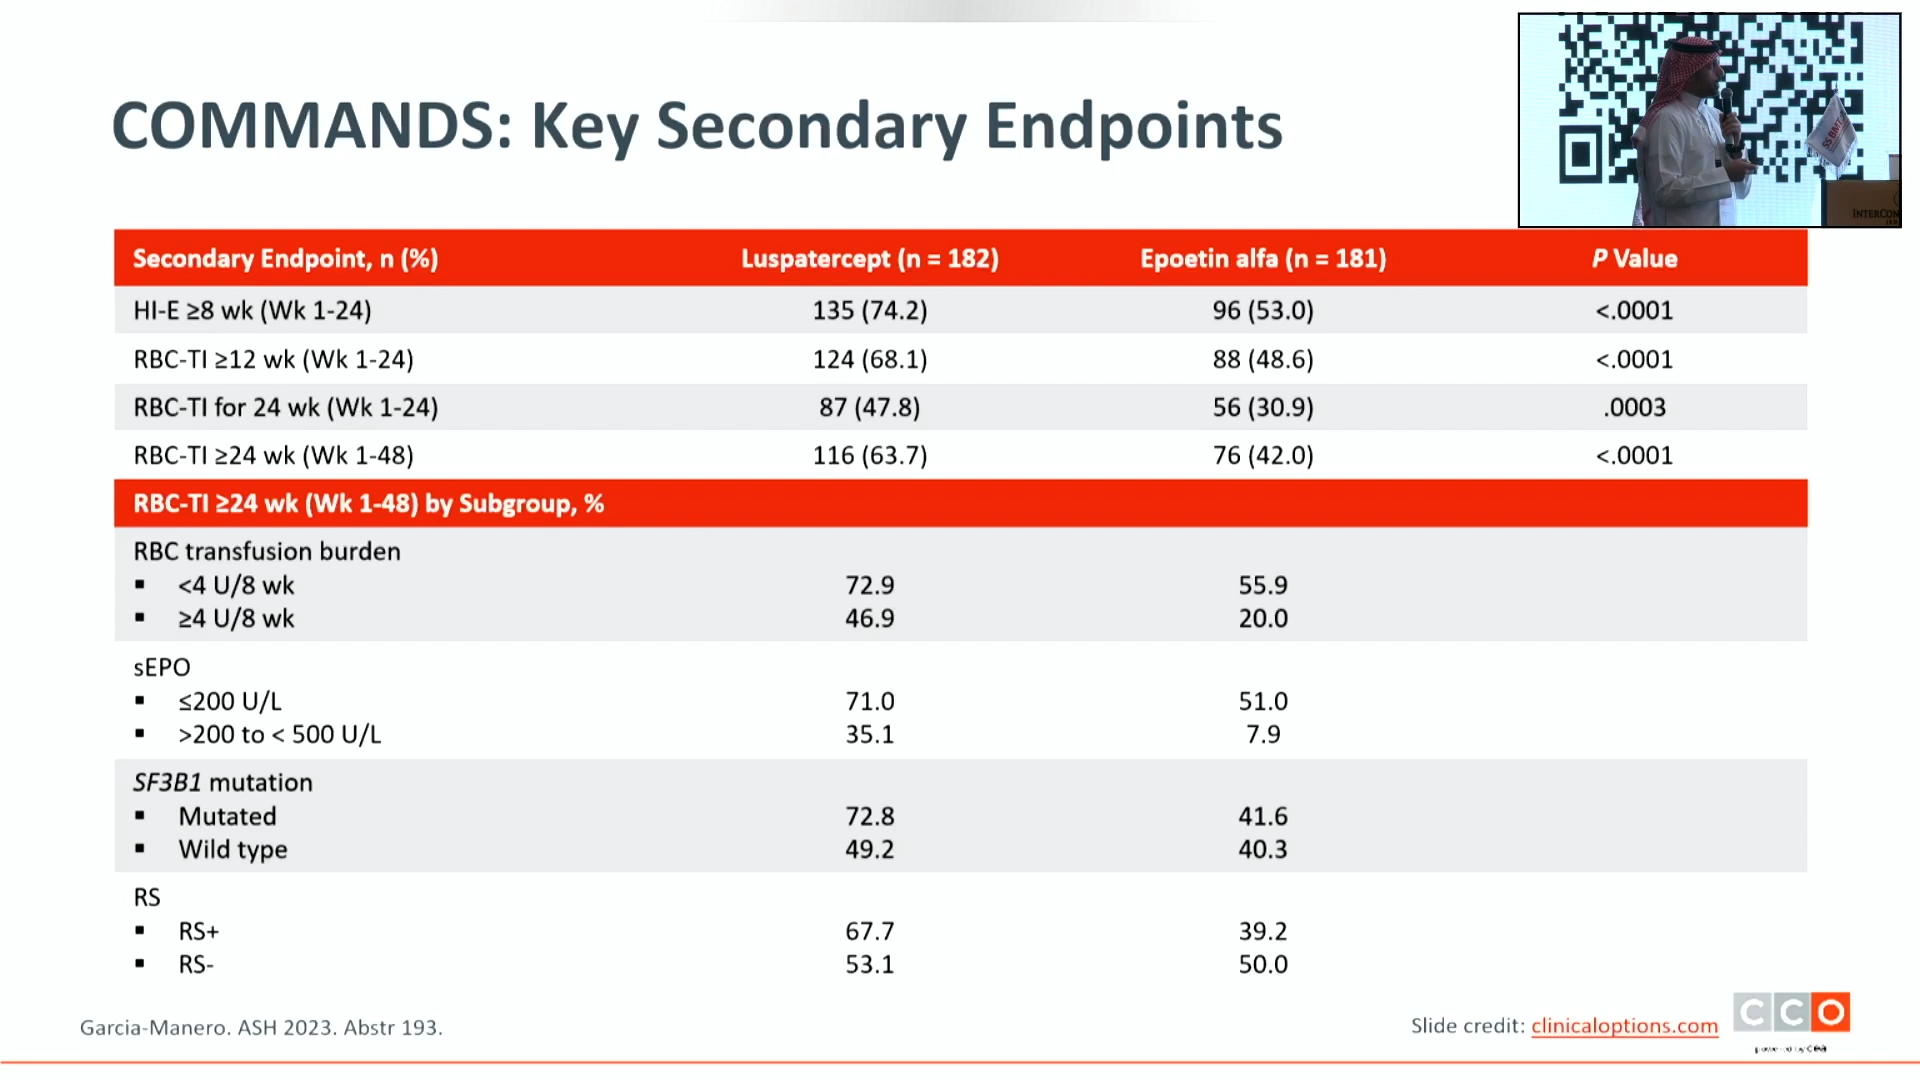 COMMANDS: Key Secondary Endpoints
SS BMT
INTERCON
Secondary Endpoint, n (%) Luspatercept (n = 182) Epoetin alfa (n = 181) P Value
HI-E ≥8 wk (Wk 1-24) 135 (74.2) 96 (53.0) <.0001
RBC-TI ≥12 wk (Wk 1-24) 124 (68.1) 88 (48.6) <.0001
RBC-TI for 24 wk (Wk 1-24) 87 (47.8) 56 (30.9) .0003
RBC-TI ≥24 wk (Wk 1-48) 116 (63.7) 76 (42.0) <.0001
RBC-TI ≥24 wk (Wk 1-48) by Subgroup, %
RBC transfusion burden
▪ <4 U/8 wk 72.9 55.9
▪ ≥4 U/8 wk 46.9 20.0
sEPO
▪ ≤200 U/L 71.0 51.0
▪ >200 to < 500 U/L 35.1 7.9
SF3B1 mutation
▪ Mutated 72.8 41.6
▪ Wild type 49.2 40.3
RS
▪ RS+ 67.7 39.2
▪ RS- 53.1 50.0
Garcia-Manero. ASH 2023. Abstr 193.
Slide credit: clinicaloptions.com
CCO
powered by cea